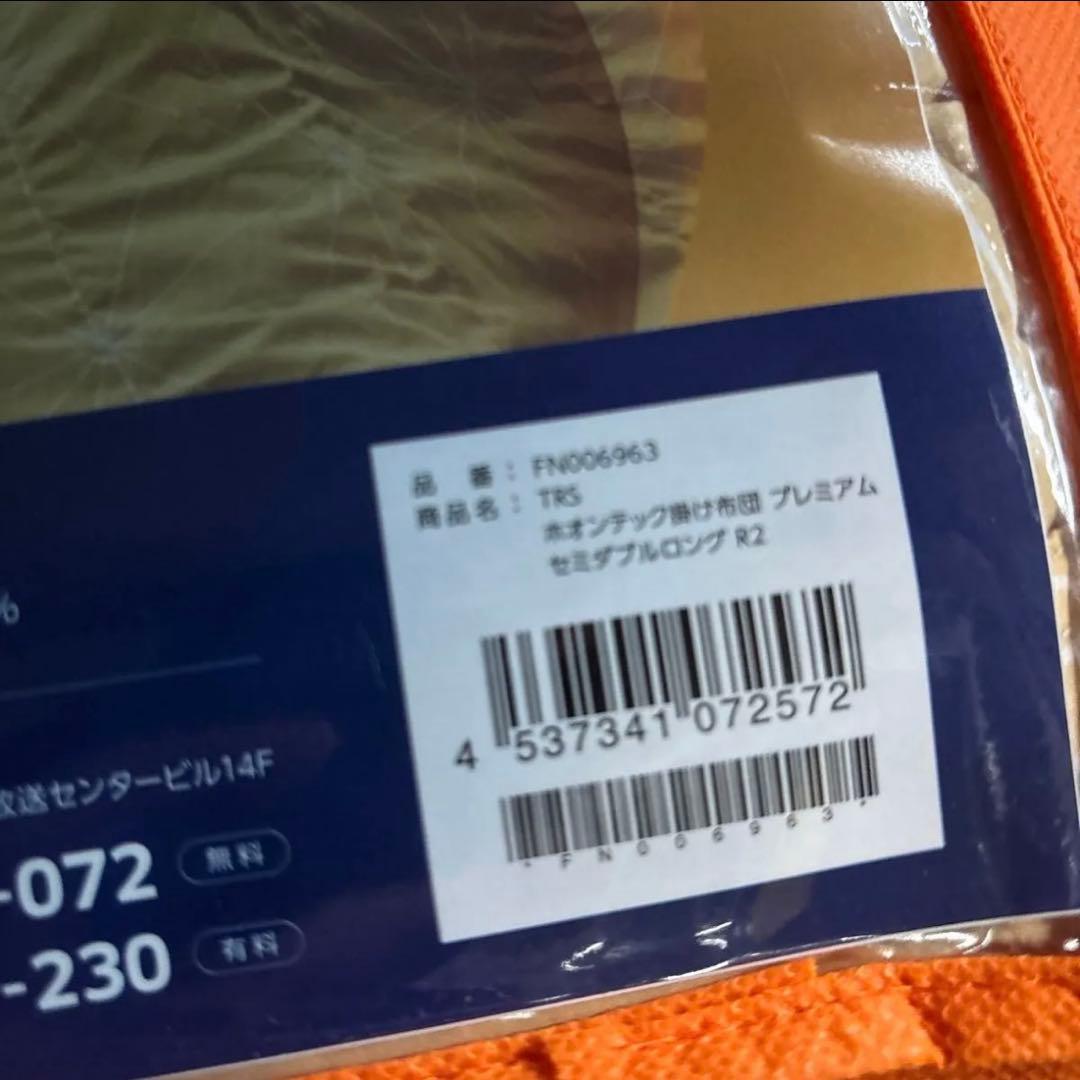 品 番： FN006963
商品名： TRS
ホオンテック掛け布団 プレミアム
セミダブルロング R2
4 537341 072572
*FN006963*
%
放送センタービル14F
-072 無料
-230 有料